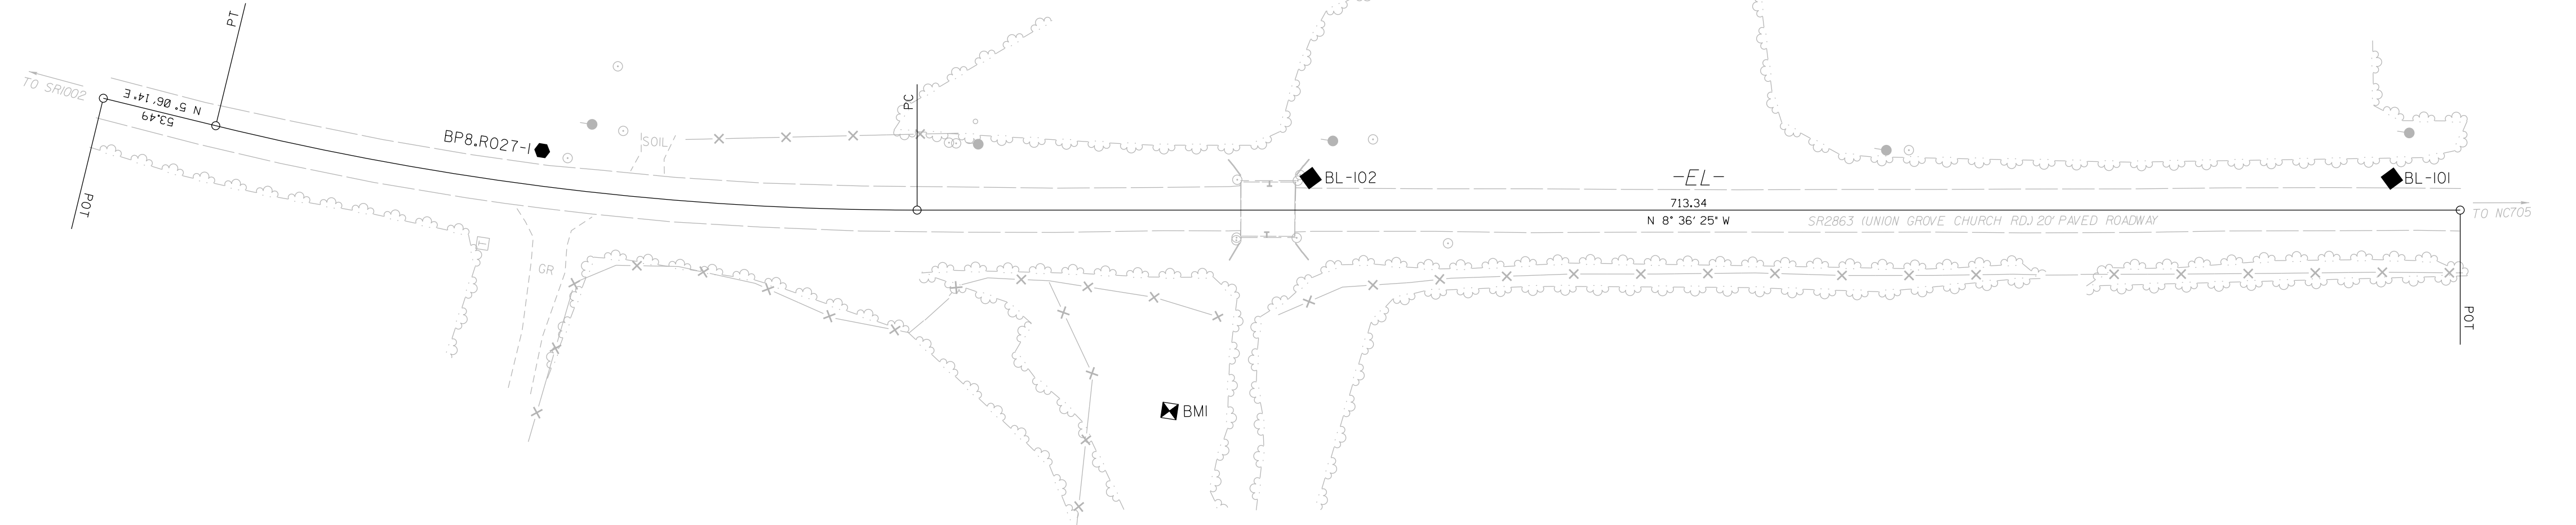 PT
TO SR1002
N 5° 06' 14" E
53.49
POT
BP8.R027-1
SOIL
PC
GR
T
BL-102
BM1
-EL-
713.34
N 8° 36' 25" W
SR2863 (UNION GROVE CHURCH RD.) 20' PAVED ROADWAY
BL-101
TO NC705
POT